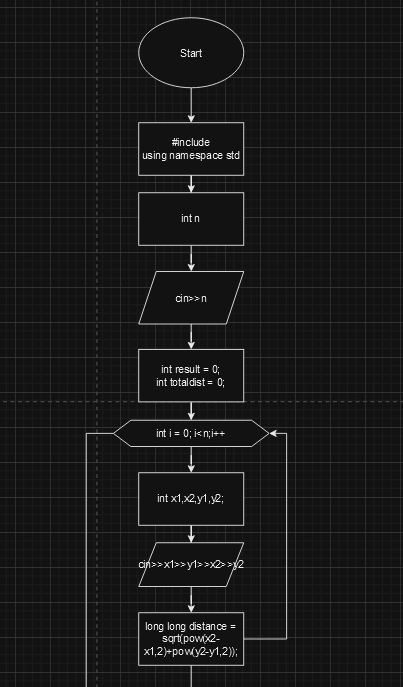 Start
#include
using namespace std
int n
cin>>n
int result = 0;
int totaldist = 0;
int i = 0; i<n;i++
int x1,x2,y1,y2;
cin>>x1>>y1>>x2>>y2
long long distance =
sqrt(pow(x2-
x1,2)+pow(y2-y1,2));